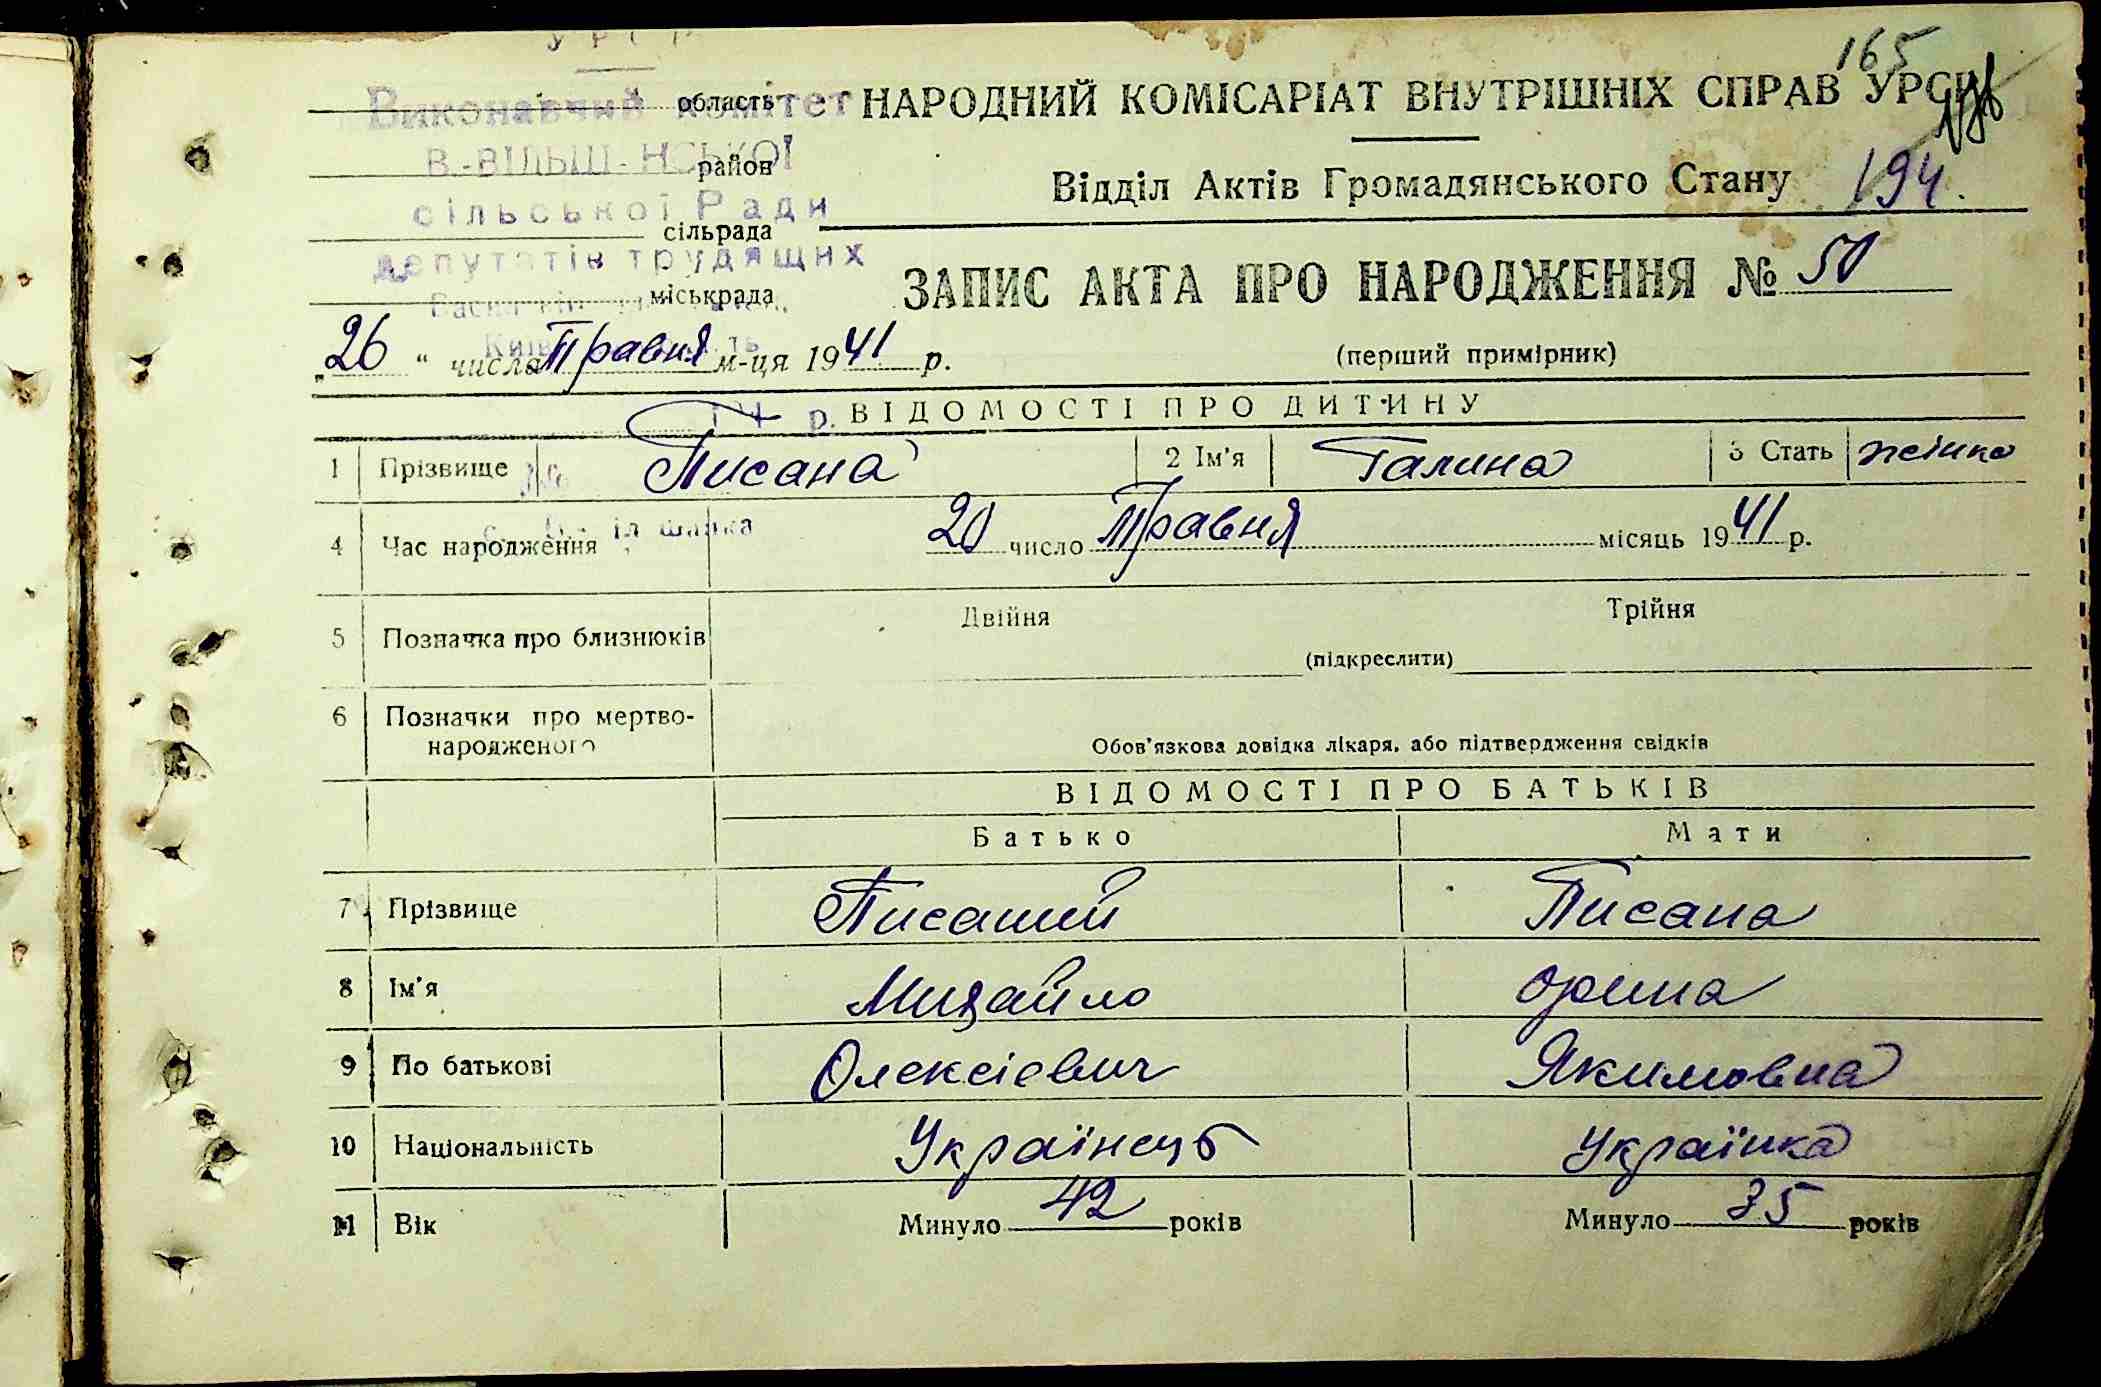 УРСР
165
Виконавчий комітет
область
НАРОДНИЙ КОМІСАРІАТ ВНУТРІШНІХ СПРАВ УРСР
В.-ВІЛЬШ-НСЬКОЇ
район
Відділ Актів Громадянського Стану 194.
сільської Ради
сільрада
депутатів трудящих
міськрада
ЗАПИС АКТА ПРО НАРОДЖЕННЯ № 50
„26“ числа Травня м-ця 1941 р.
(перший примірник)
р. ВІДОМОСТІ ПРО ДИТИНУ
1 Прізвище Писана 2 Ім'я Галина 3 Стать жінка
4 Час народження 20 число Травня місяць 1941 р.
5 Позначка про близнюків Двійня Трійня
(підкреслити)
6 Позначки про мертво-
народженого Обов'язкова довідка лікаря, або підтвердження свідків
ВІДОМОСТІ ПРО БАТЬКІВ
Батько Мати
7 Прізвище Писаний Писана
8 Ім'я Михайло Орина
9 По батькові Олексієвич Якимовна
10 Національність Українець Українка
11 Вік Минуло 42 років Минуло 35 років